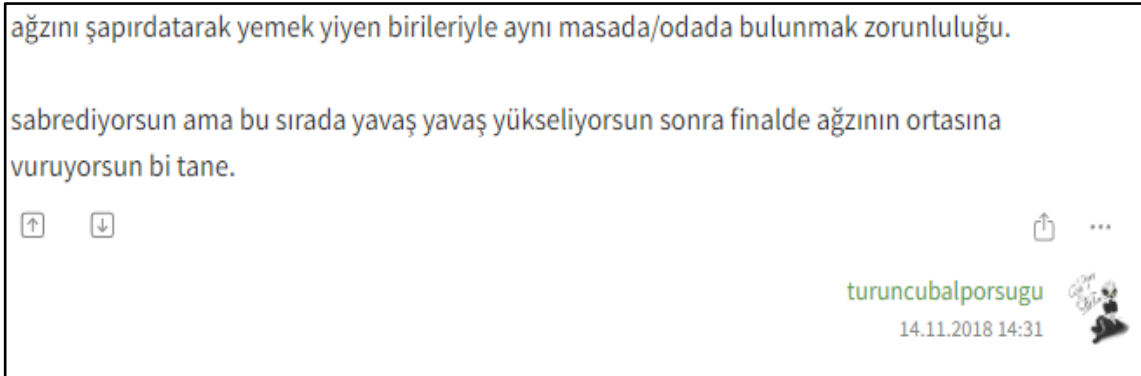 ağzını şapırdatarak yemek yiyen birileriyle aynı masada/odada bulunmak zorunluluğu.
sabrediyorsun ama bu sırada yavaş yavaş yükseliyorsun sonra finalde ağzının ortasına
vuruyorsun bi tane.
turuncubalporsugu
14.11.2018 14:31